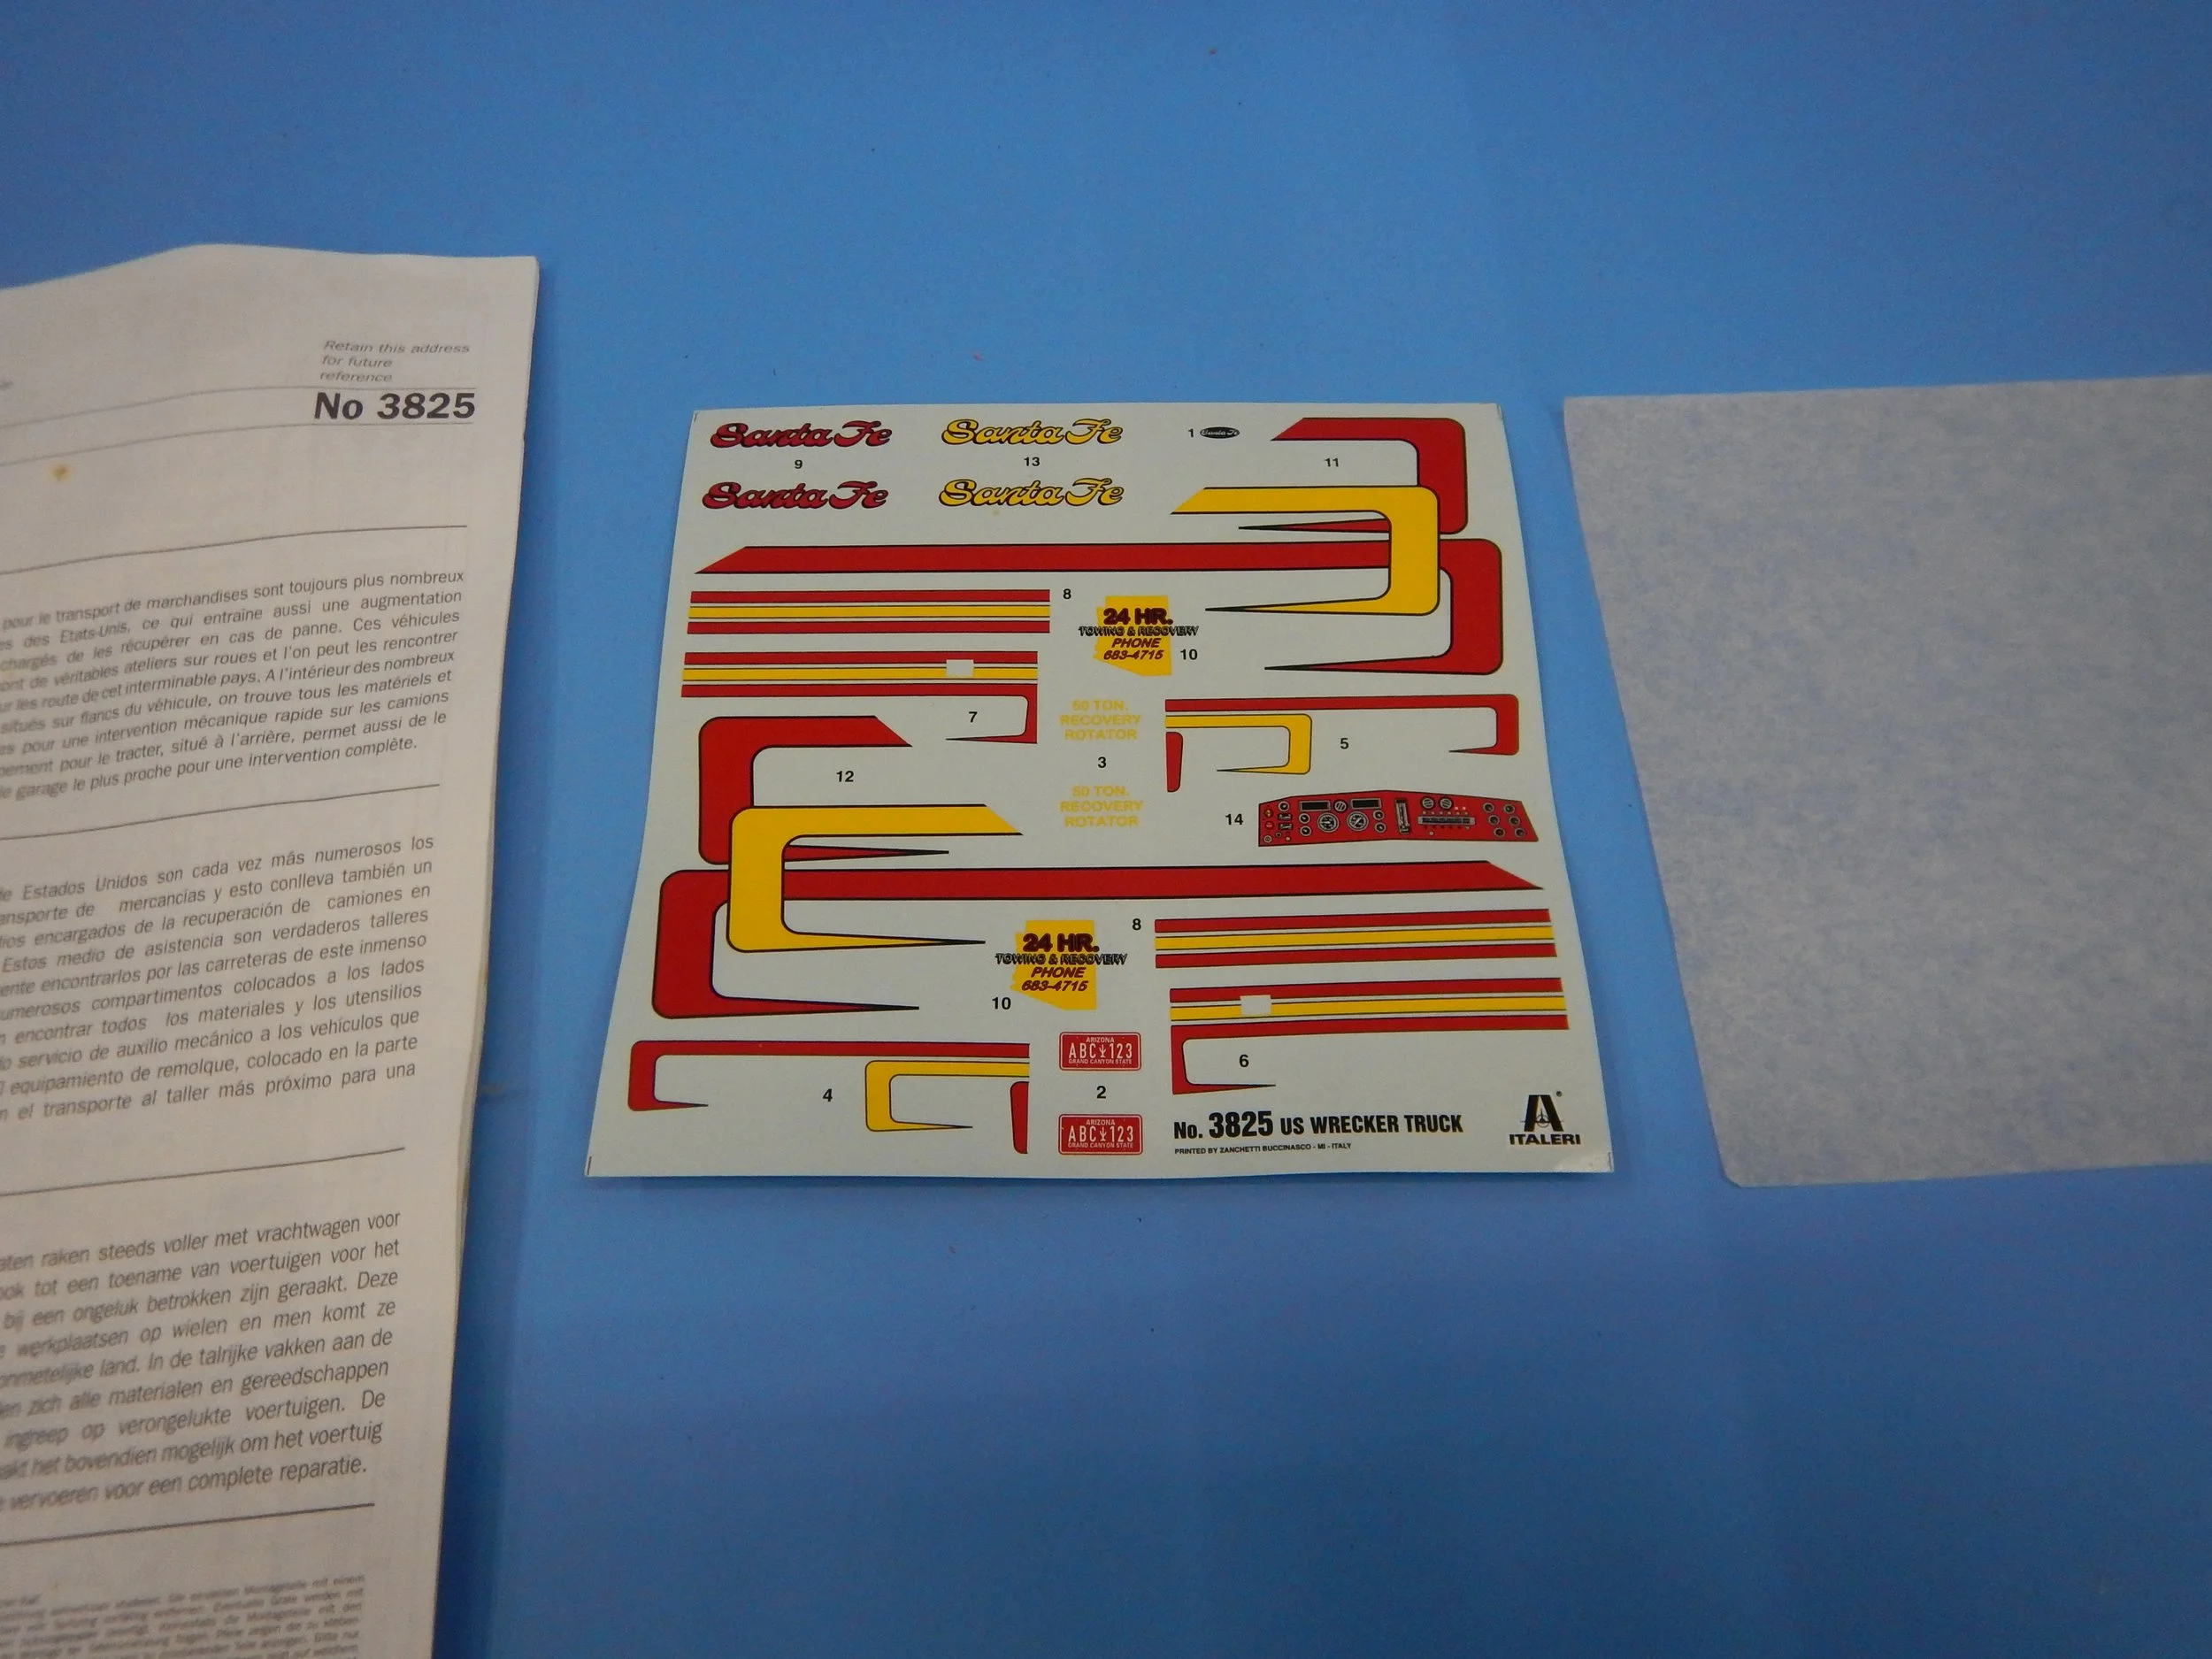 Retain this address
for future
reference
No 3825
pour le transport de marchandises sont toujours plus nombreux
des Etats-Unis, ce qui entraîne aussi une augmentation
chargés de les récupérer en cas de panne. Ces véhicules
de véritables ateliers sur roues et l'on peut les rencontrer
les route de cet interminable pays. A l'intérieur des nombreux
situés sur flancs du véhicule, on trouve tous les matériels et
pour une intervention mécanique rapide sur les camions
pour le tracter, situé à l'arrière, permet aussi de le
garage le plus proche pour une intervention complète.
Estados Unidos son cada vez más numerosos los
de mercancías y esto conlleva también un
encargados de la recuperación de camiones en
Estos medio de asistencia son verdaderos talleres
encontrarlos por las carreteras de este inmenso
compartimentos colocados a los lados
encontrar todos los materiales y los utensilios
servicio de auxilio mecánico a los vehículos que
equipamiento de remolque, colocado en la parte
el transporte al taller más próximo para una
raken steeds voller met vrachtwagen voor
ook tot een toename van voertuigen voor het
bij een ongeluk betrokken zijn geraakt. Deze
werkplaatsen op wielen en men komt ze
land. In de talrijke vakken aan de
zich alle materialen en gereedschappen
ingreep op verongelukte voertuigen. De
het bovendien mogelijk om het voertuig
vervoeren voor een complete reparatie.
Santa Fe
9
Santa Fe
Santa Fe
13
Santa Fe
1 Santa Fe
11
8
24 HR.
TOWING & RECOVERY
PHONE
683-4715
10
7
50 TON.
RECOVERY
ROTATOR
3
50 TON.
RECOVERY
ROTATOR
5
12
14
8
24 HR.
TOWING & RECOVERY
PHONE
683-4715
10
6
4
ARIZONA
ABC 123
GRAND CANYON STATE
2
ARIZONA
ABC 123
GRAND CANYON STATE
No. 3825 US WRECKER TRUCK
PRINTED BY ZANCHETTI BUCCINASCO - MI - ITALY
ITALERI